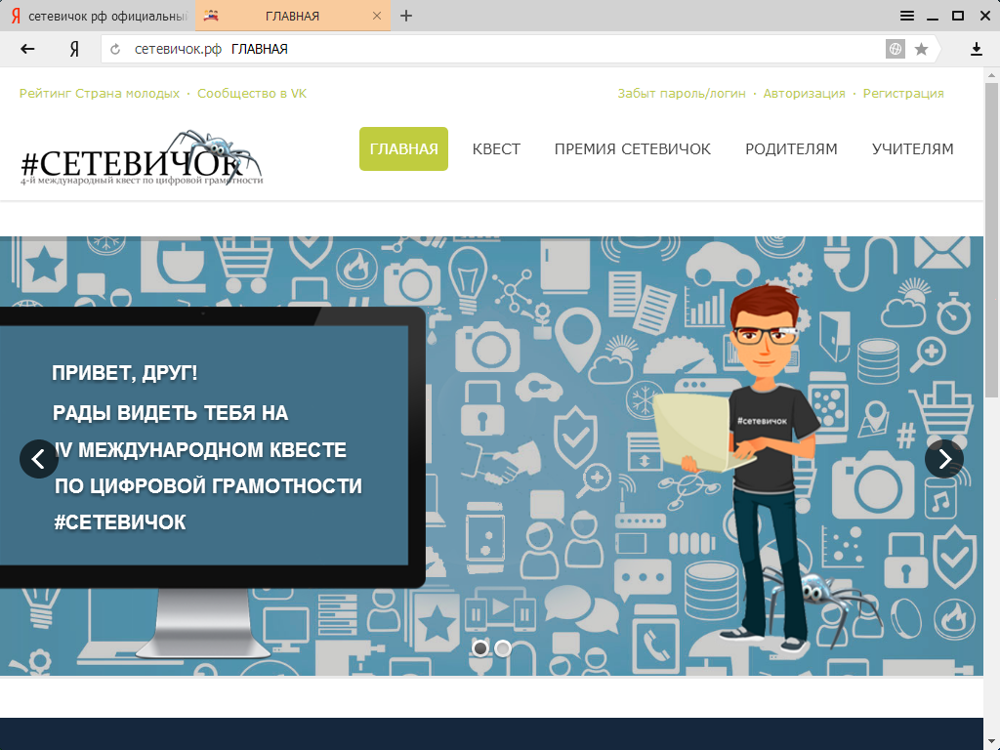 сетевичок рф официальный
ГЛАВНАЯ
сетевичок.рф ГЛАВНАЯ
Рейтинг Страна молодых · Сообщество в VK
Забыт пароль/логин · Авторизация · Регистрация
#СЕТЕВИЧОК
4-й международный квест по цифровой грамотности
ГЛАВНАЯ КВЕСТ ПРЕМИЯ СЕТЕВИЧОК РОДИТЕЛЯМ УЧИТЕЛЯМ
ПРИВЕТ, ДРУГ!
РАДЫ ВИДЕТЬ ТЕБЯ НА
IV МЕЖДУНАРОДНОМ КВЕСТЕ
ПО ЦИФРОВОЙ ГРАМОТНОСТИ
#СЕТЕВИЧОК
#сетевичок